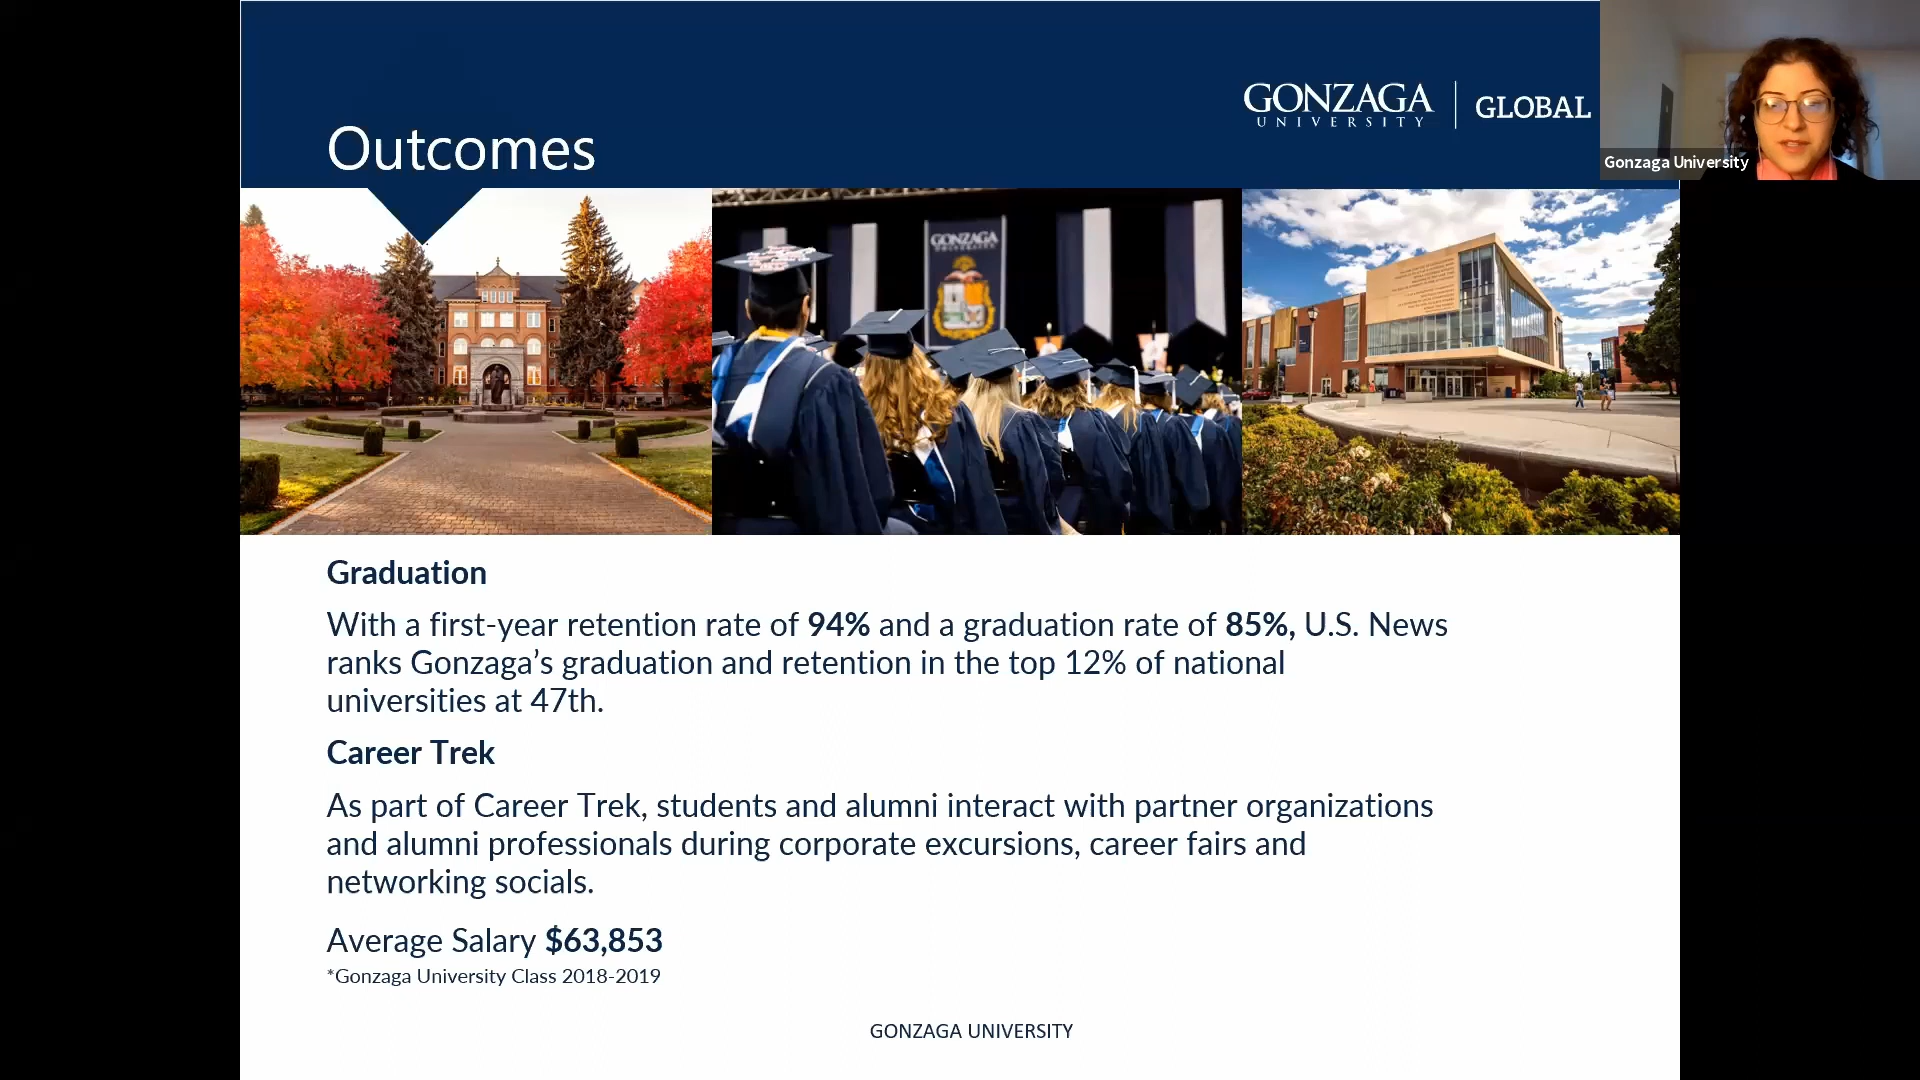 Outcomes
GONZAGA
UNIVERSITY
GLOBAL
Gonzaga University
GONZAGA
Graduation
With a first-year retention rate of 94% and a graduation rate of 85%, U.S. News
ranks Gonzaga’s graduation and retention in the top 12% of national
universities at 47th.
Career Trek
As part of Career Trek, students and alumni interact with partner organizations
and alumni professionals during corporate excursions, career fairs and
networking socials.
Average Salary $63,853
*Gonzaga University Class 2018-2019
GONZAGA UNIVERSITY